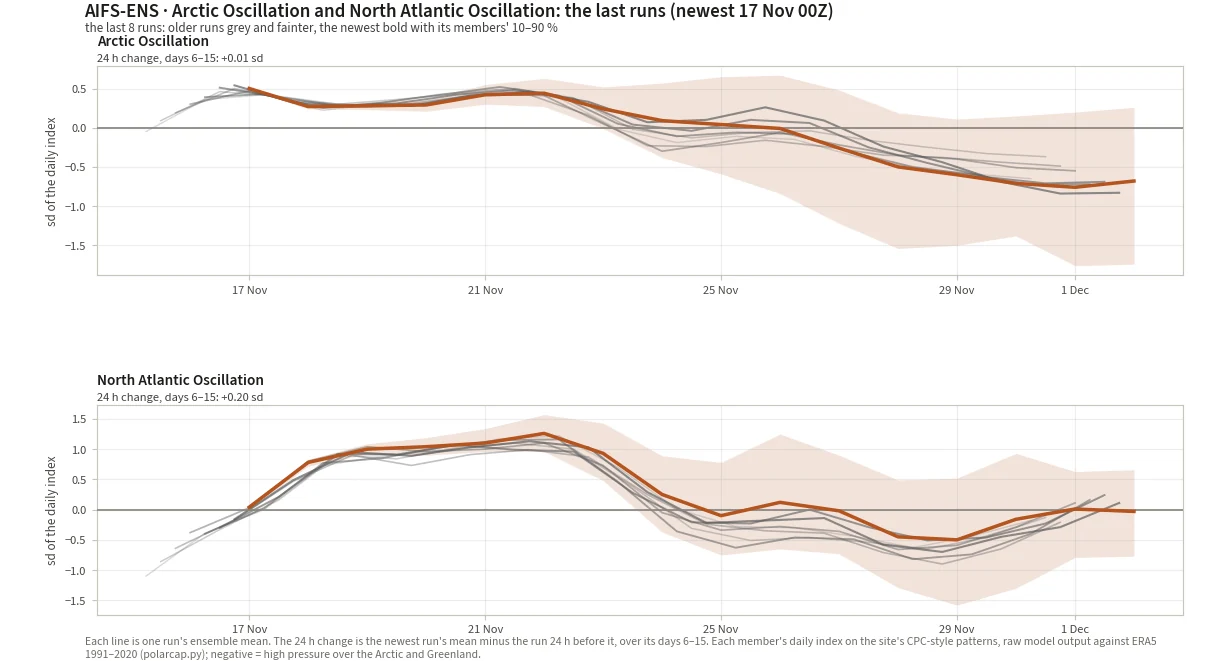 AIFS-ENS · Arctic Oscillation and North Atlantic Oscillation: the last runs (newest 17 Nov 00Z)
the last 8 runs: older runs grey and fainter, the newest bold with its members' 10–90 %
Arctic Oscillation
24 h change, days 6–15: +0.01 sd
sd of the daily index
0.5
0.0
−0.5
−1.0
−1.5
17 Nov
21 Nov
25 Nov
29 Nov
1 Dec
North Atlantic Oscillation
24 h change, days 6–15: +0.20 sd
sd of the daily index
1.5
1.0
0.5
0.0
−0.5
−1.0
−1.5
17 Nov
21 Nov
25 Nov
29 Nov
1 Dec
Each line is one run's ensemble mean. The 24 h change is the newest run's mean minus the run 24 h before it, over its days 6–15. Each member's daily index on the site's CPC-style patterns, raw model output against ERA5
1991–2020 (polarcap.py); negative = high pressure over the Arctic and Greenland.